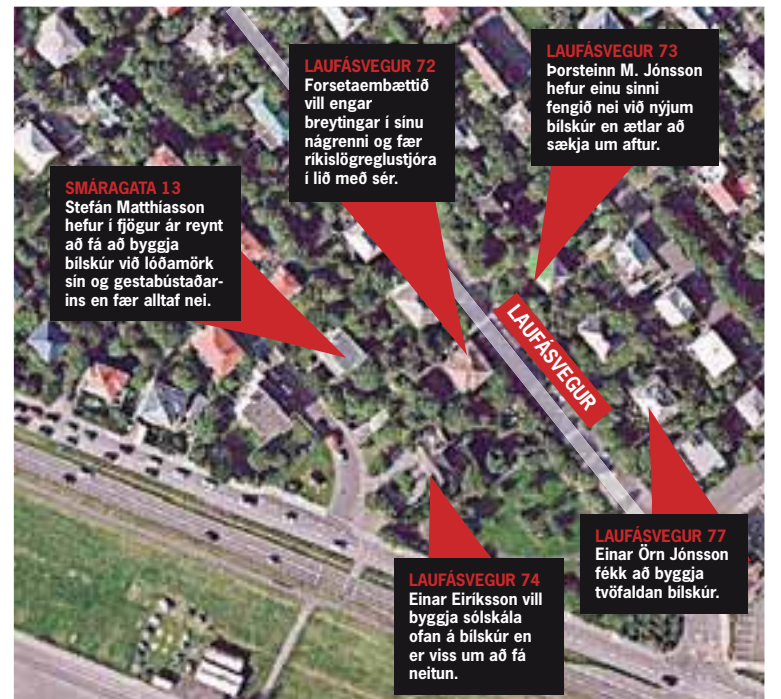 LAUFÁSVEGUR 72
Forsetaembættið
vill engar
breytingar í sínu
nágrenni og fær
ríkislögreglustjóra
í lið með sér.
LAUFÁSVEGUR 73
Þorsteinn M. Jónsson
hefur einu sinni
fengið nei við nýjum
bílskúr en ætlar að
sækja um aftur.
SMÁRAGATA 13
Stefán Matthíasson
hefur í fjögur ár reynt
að fá að byggja
bílskúr við lóðamörk
sín og gestabústaðar-
ins en fær alltaf nei.
LAUFÁSVEGUR
LAUFÁSVEGUR 77
Einar Örn Jónsson
fékk að byggja
tvöfaldan bílskúr.
LAUFÁSVEGUR 74
Einar Eiríksson vill
byggja sólskála
ofan á bílskúr en
er viss um að fá
neitun.